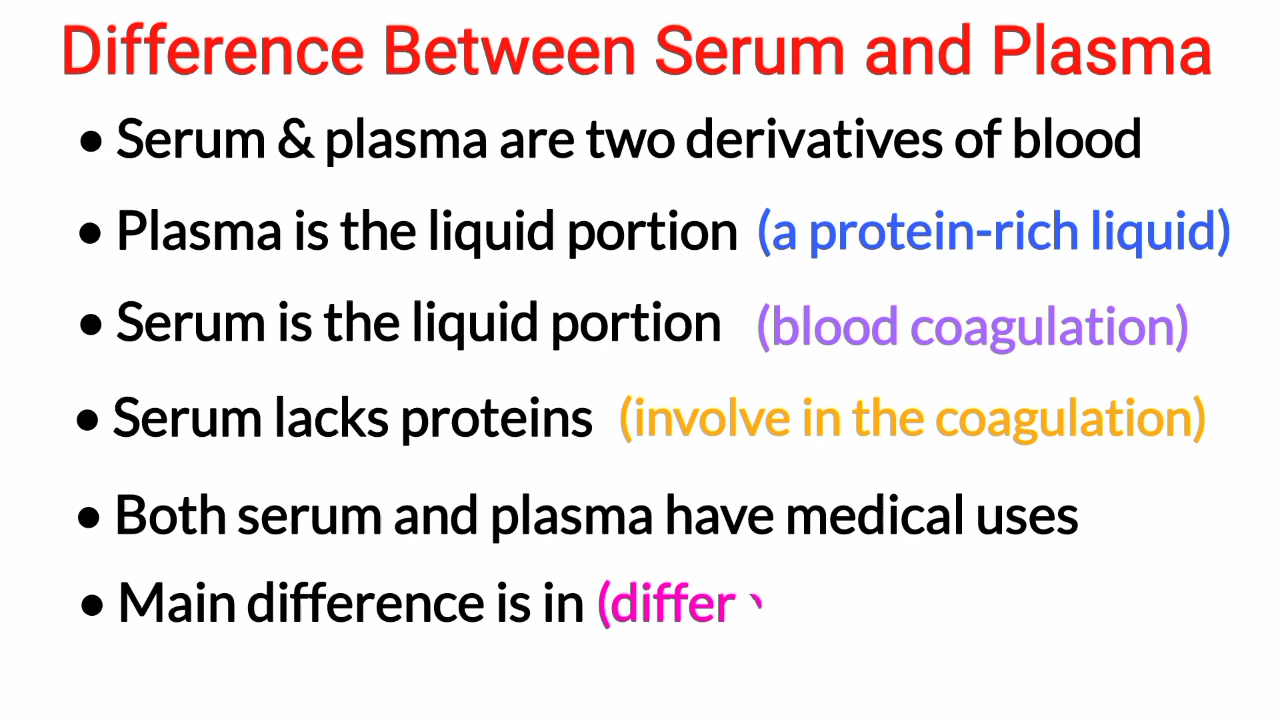 Difference Between Serum and Plasma
• Serum & plasma are two derivatives of blood
• Plasma is the liquid portion (a protein-rich liquid)
• Serum is the liquid portion (blood coagulation)
• Serum lacks proteins (involve in the coagulation)
• Both serum and plasma have medical uses
• Main difference is in (differ